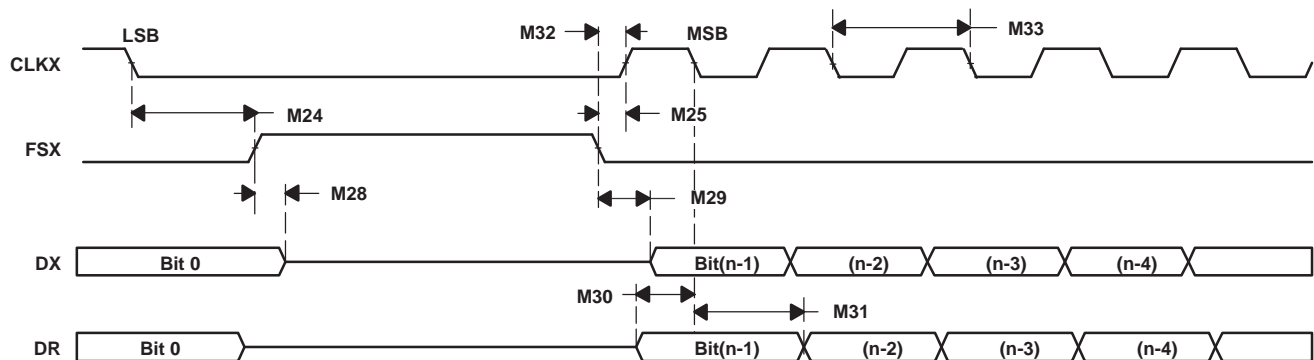 LSB
M32
MSB
M33
CLKX
M24
M25
FSX
M28
M29
DX
Bit 0
Bit(n-1)
(n-2)
(n-3)
(n-4)
M30
M31
DR
Bit 0
Bit(n-1)
(n-2)
(n-3)
(n-4)